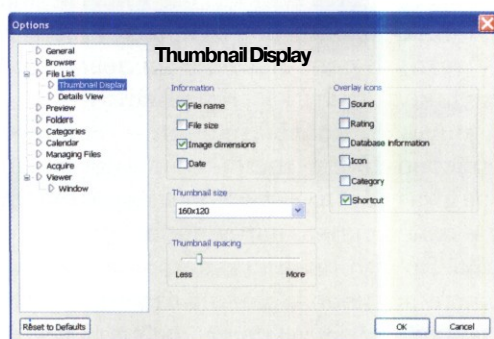 Options
General
Browser
File List
Thumbnail Display
Details View
Preview
Folders
Categories
Calendar
Managing Files
Acquire
Viewer
Window
Thumbnail Display
Information
File name
File size
Image dimensions
Date
Thumbnail size
160x120
Thumbnail spacing
Less More
Overlay icons
Sound
Rating
Database information
Icon
Category
Shortcut
Reset to Defaults
OK Cancel